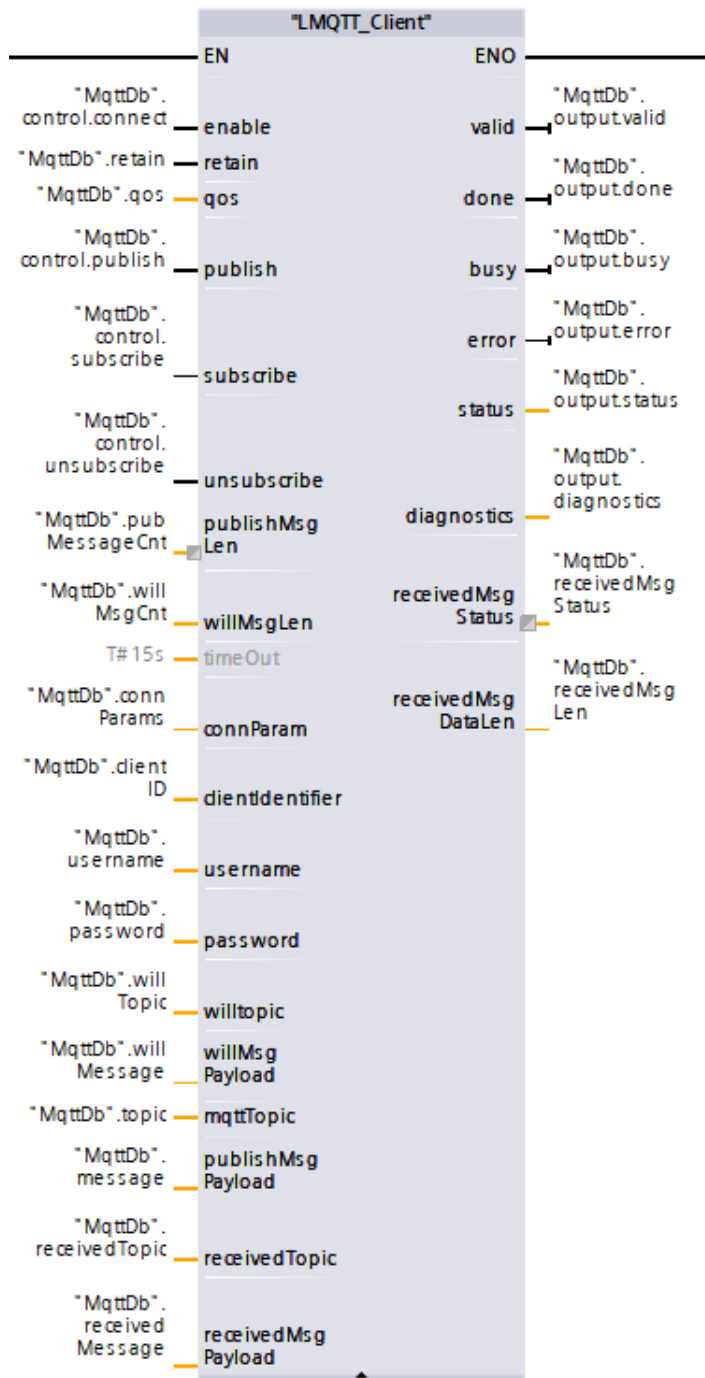 "LMQTT_Client"
EN ENO
"MqttDb".
control.connect
enable
valid
"MqttDb".
output.valid
"MqttDb".retain
retain
"MqttDb".qos
qos
done
"MqttDb".
output.done
"MqttDb".
control.publish
publish
busy
"MqttDb".
output.busy
error
"MqttDb".
output.error
"MqttDb".
control.
subscribe
subscribe
status
"MqttDb".
output.status
"MqttDb".
control.
unsubscribe
unsubscribe
diagnostics
"MqttDb".
output.
diagnostics
"MqttDb".pub
MessageCnt
publishMsg
Len
receivedMsg
Status
"MqttDb".
receivedMsg
Status
"MqttDb".will
MsgCnt
willMsgLen
T#15s
timeOut
receivedMsg
DataLen
"MqttDb".
receivedMsg
Len
"MqttDb".conn
Params
connParam
"MqttDb".client
ID
clientIdentifier
"MqttDb".
username
username
"MqttDb".
password
password
"MqttDb".will
Topic
willtopic
"MqttDb".will
Message
willMsg
Payload
"MqttDb".topic
mqttTopic
"MqttDb".
message
publishMsg
Payload
"MqttDb".
receivedTopic
receivedTopic
"MqttDb".
received
Message
receivedMsg
Payload